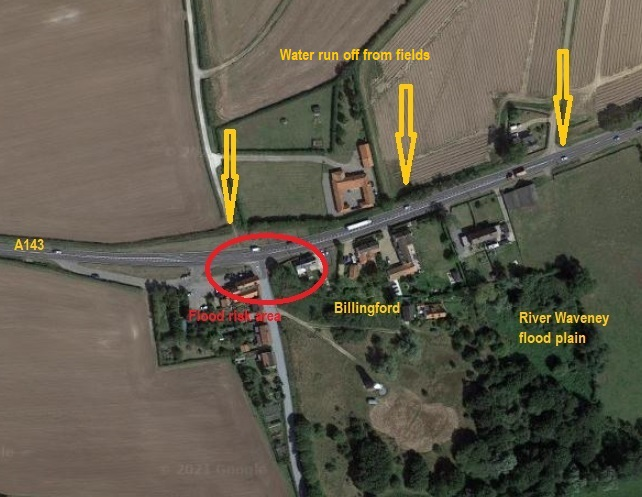 Water run off from fields
A143
Flood risk area
Billingford
River Waveney
flood plain
© 2021 Google